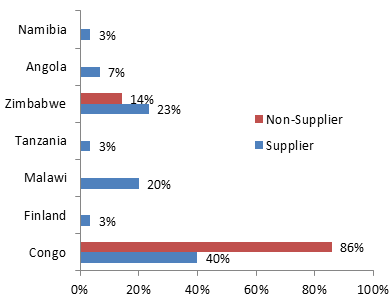 Namibia 3%
Angola 7%
Zimbabwe 14%
23%
Non-Supplier
Tanzania 3%
Supplier
Malawi 20%
Finland 3%
Congo 86%
40%
0% 20% 40% 60% 80% 100%